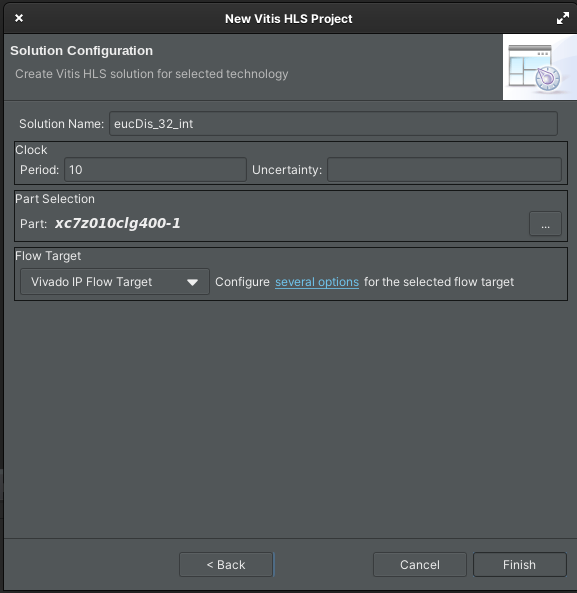 New Vitis HLS Project
Solution Configuration
Create Vitis HLS solution for selected technology
Solution Name: eucDis_32_int
Clock
Period: 10 Uncertainty:
Part Selection
Part: xc7z010clg400-1 ...
Flow Target
Vivado IP Flow Target Configure several options for the selected flow target
< Back Cancel Finish